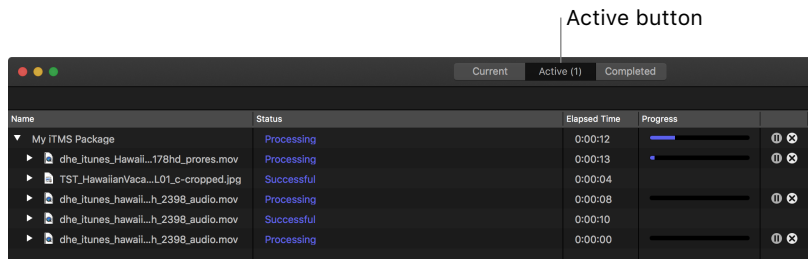 Active button
Current Active (1) Completed
Name Status Elapsed Time Progress
My iTMS Package Processing 0:00:12
dhe_itunes_Hawaii...178hd_prores.mov Processing 0:00:13
TST_HawaiianVaca...L01_c-cropped.jpg Successful 0:00:04
dhe_itunes_hawaii...h_2398_audio.mov Processing 0:00:08
dhe_itunes_hawaii...h_2398_audio.mov Successful 0:00:10
dhe_itunes_hawaii...h_2398_audio.mov Processing 0:00:00